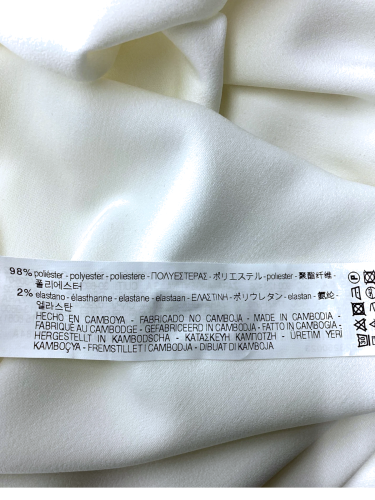 98% poliéster - polyester - poliestere - ΠΟΛΥΕΣΤΕΡΑΣ - ポリエステル - poliester - 聚酯纤维 -
폴리에스터
2% elastano - élasthanne - elastane - elastaan - ΕΛΑΣΤΙΝΗ - ポリウレタン - elastan - 氨纶 -
엘라스탄
HECHO EN CAMBOYA - FABRICADO NO CAMBOJA - MADE IN CAMBODIA -
FABRIQUÉ AU CAMBODGE - GEFABRICEERD IN CAMBODJA - FATTO IN CAMBOGIA -
HERGESTELLT IN KAMBODSCHA - ΚΑΤΑΣΚΕΥΗ ΚΑΜΠΟΤΖΗ - ÜRETIM YERI
KAMBOÇYA - FREMSTILLET I CAMBODJA - DIBUAT DI KAMBOJA